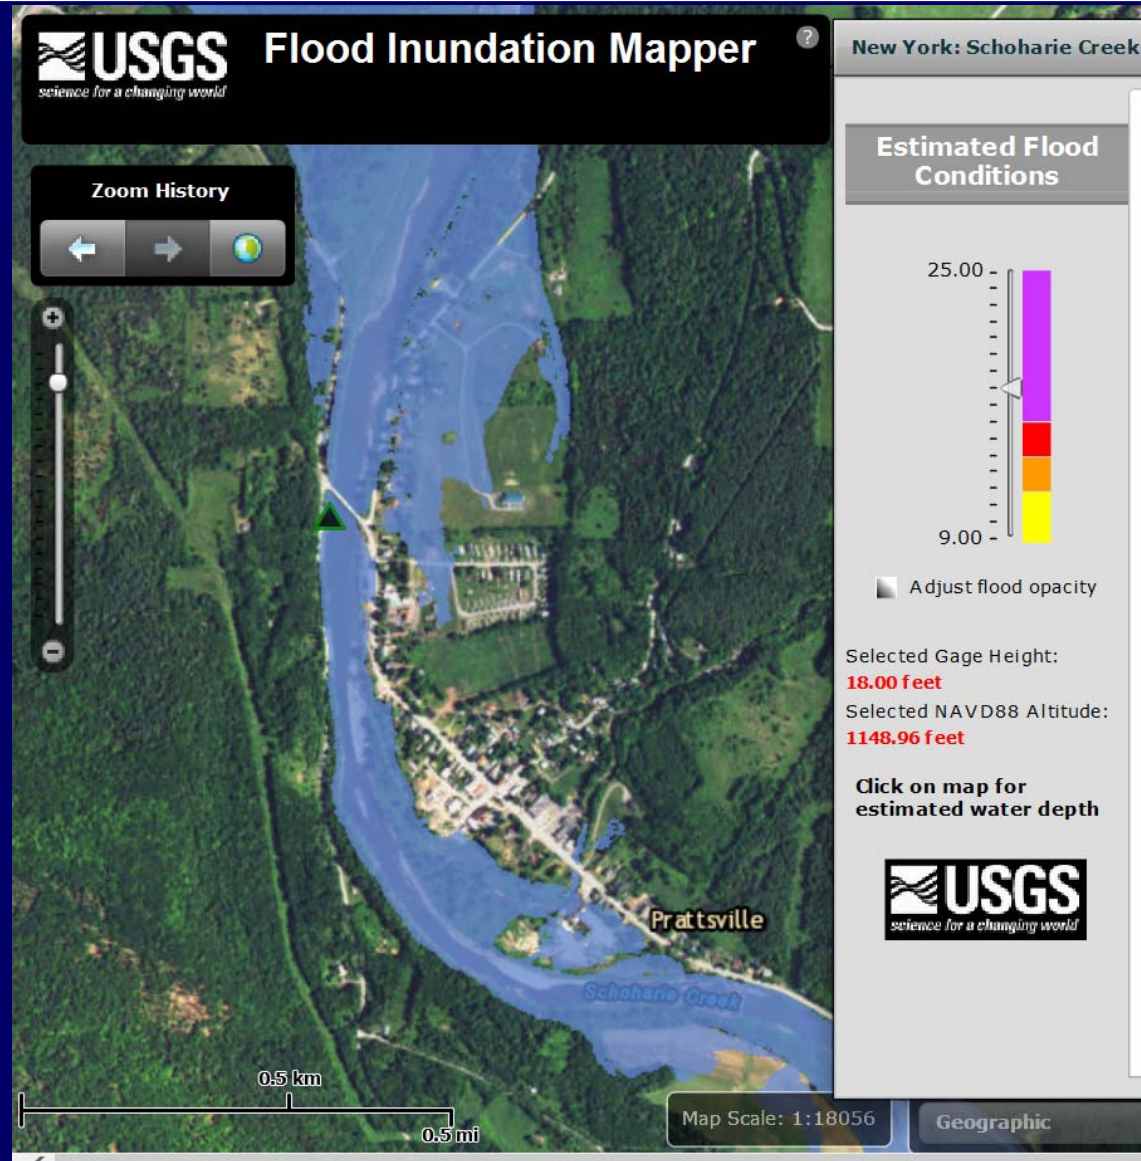 USGS
science for a changing world
Flood Inundation Mapper
?
New York: Schoharie Creek
Zoom History
Estimated Flood
Conditions
25.00
9.00
Adjust flood opacity
Selected Gage Height:
18.00 feet
Selected NAVD88 Altitude:
1148.96 feet
Click on map for
estimated water depth
USGS
science for a changing world
Prattsville
Schoharie Creek
0.5 km
0.5 mi
Map Scale: 1:18056
Geographic